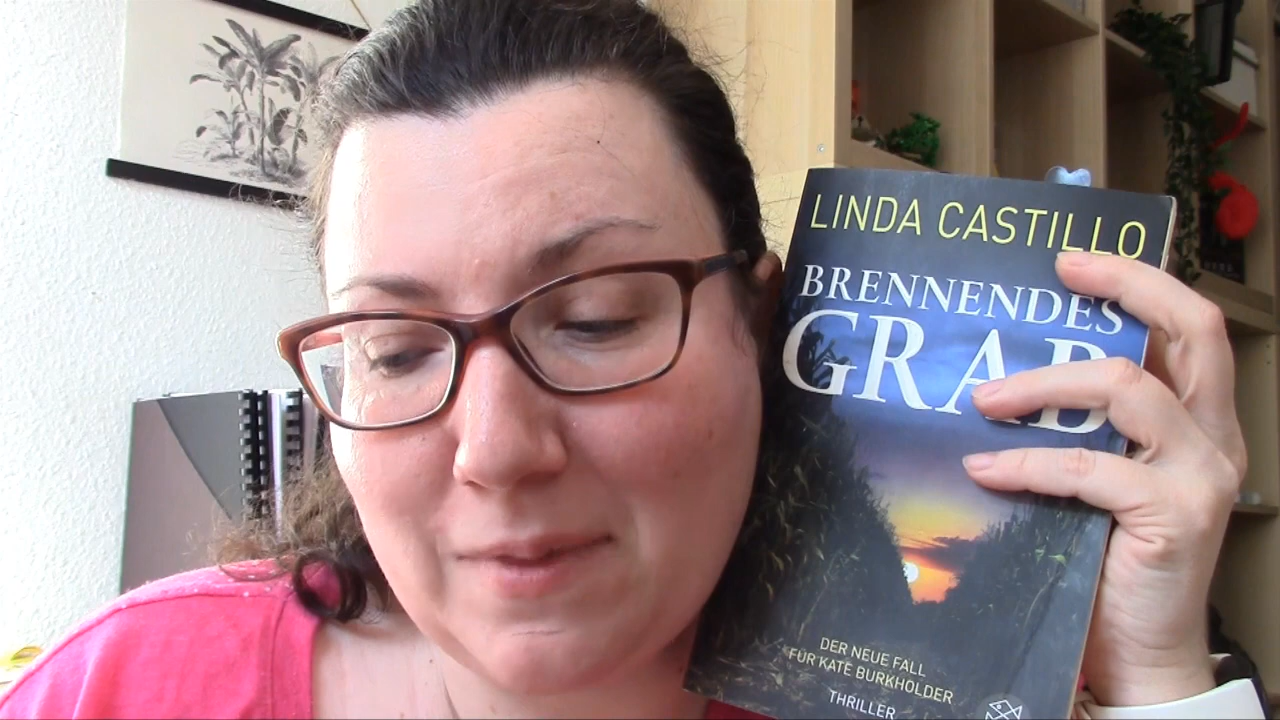 LINDA CASTILLO
BRENNENDES
GRAB
DER NEUE FALL
FÜR KATE BURKHOLDER
THRILLER